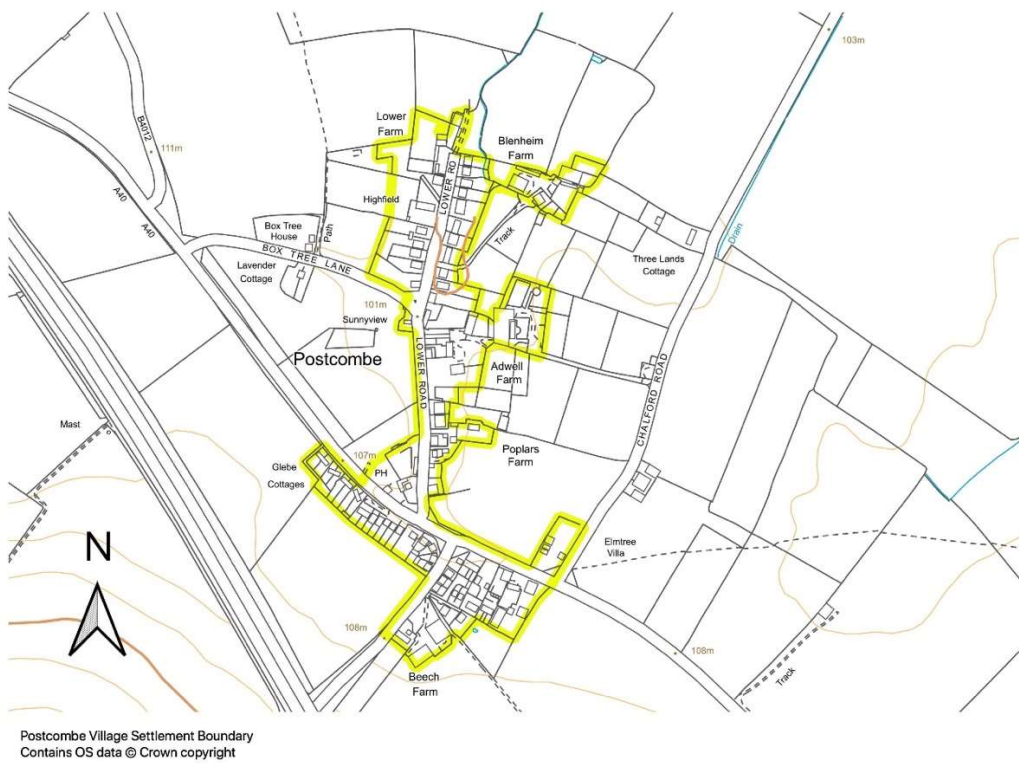 103m
B4012
111m
A40
A40
Lower
Farm
Blenheim
Farm
LOWER RD
Highfield
Box Tree
House
Path
BOX TREE LANE
Lavender
Cottage
Track
Drain
Three Lands
Cottage
101m
Sunnyview
Postcombe
LOWER ROAD
Adwell
Farm
CHALFORD ROAD
Mast
107m
PH
Glebe
Cottages
Poplars
Farm
N
Elmtree
Villa
108m
108m
Beech
Farm
Track
Postcombe Village Settlement Boundary
Contains OS data © Crown copyright